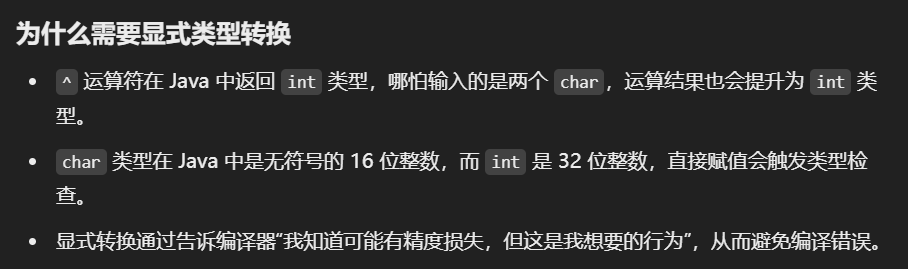 为什么需要显式类型转换
• ^ 运算符在 Java 中返回 int 类型，哪怕输入的是两个 char，运算结果也会提升为 int 类
型。
• char 类型在 Java 中是无符号的 16 位整数，而 int 是 32 位整数，直接赋值会触发类型检
查。
• 显式转换通过告诉编译器“我知道可能有精度损失，但这是我想要的行为”，从而避免编译错误。